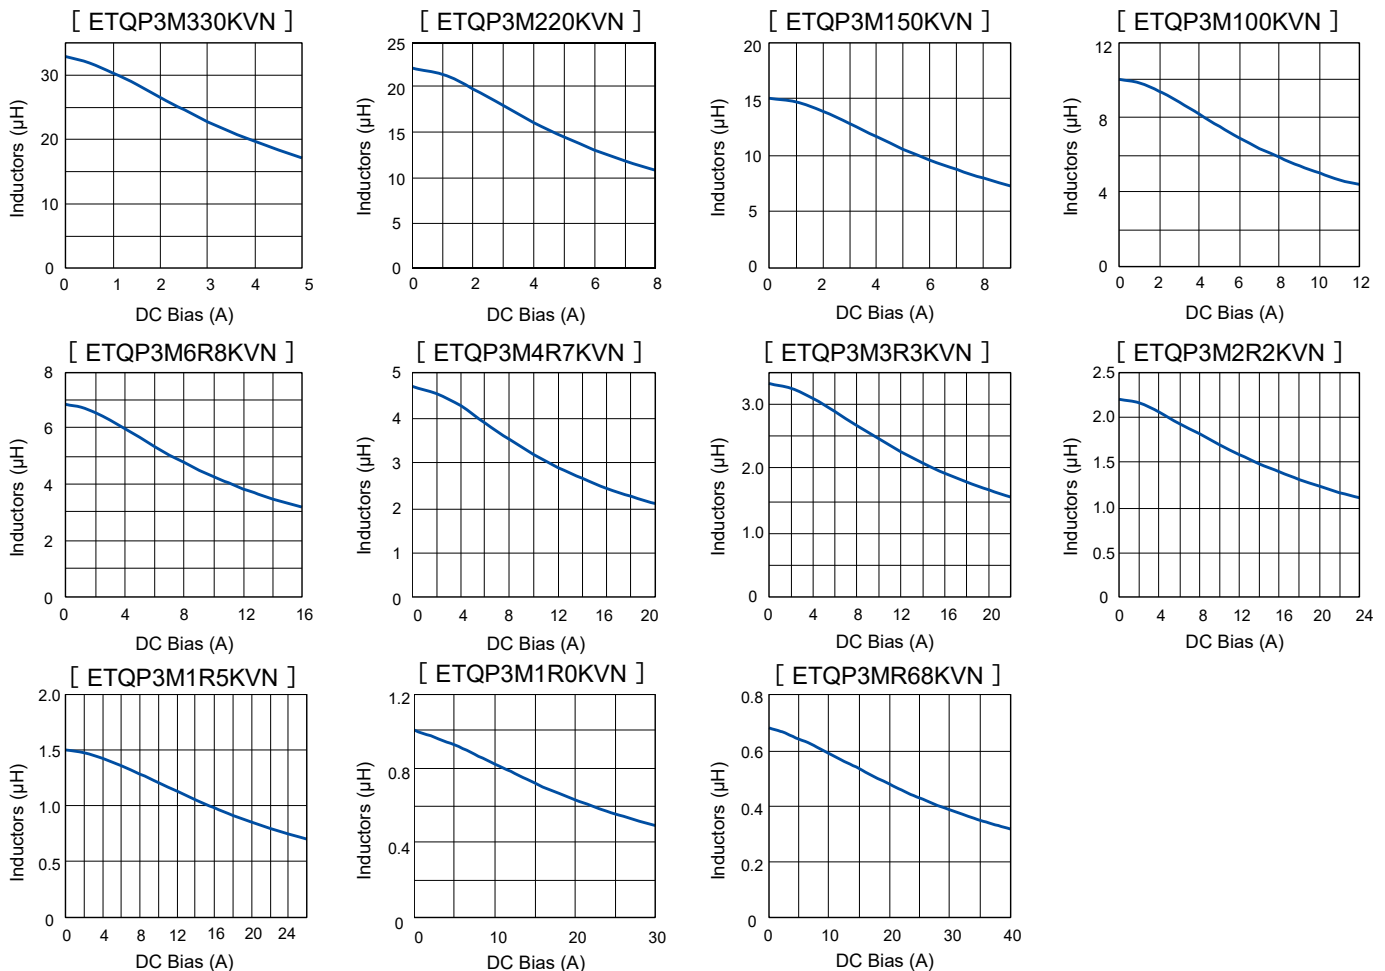 [ ETQP3M330KVN ]
Inductors (µH)
30
20
10
0
0 1 2 3 4 5
DC Bias (A)
[ ETQP3M220KVN ]
Inductors (µH)
25
20
15
10
5
0
0 2 4 6 8
DC Bias (A)
[ ETQP3M150KVN ]
Inductors (µH)
20
15
10
5
0
0 2 4 6 8
DC Bias (A)
[ ETQP3M100KVN ]
Inductors (µH)
12
8
4
0
0 2 4 6 8 10 12
DC Bias (A)
[ ETQP3M6R8KVN ]
Inductors (µH)
8
6
4
2
0
0 4 8 12 16
DC Bias (A)
[ ETQP3M4R7KVN ]
Inductors (µH)
5
4
3
2
1
0
0 4 8 12 16 20
DC Bias (A)
[ ETQP3M3R3KVN ]
Inductors (µH)
3.0
2.0
1.0
0
0 4 8 12 16 20
DC Bias (A)
[ ETQP3M2R2KVN ]
Inductors (µH)
2.5
2.0
1.5
1.0
0.5
0
0 4 8 12 16 20 24
DC Bias (A)
[ ETQP3M1R5KVN ]
Inductors (µH)
2.0
1.5
1.0
0.5
0
0 4 8 12 16 20 24
DC Bias (A)
[ ETQP3M1R0KVN ]
Inductors (µH)
1.2
0.8
0.4
0
0 10 20 30
DC Bias (A)
[ ETQP3MR68KVN ]
Inductors (µH)
0.8
0.6
0.4
0.2
0
0 10 20 30 40
DC Bias (A)